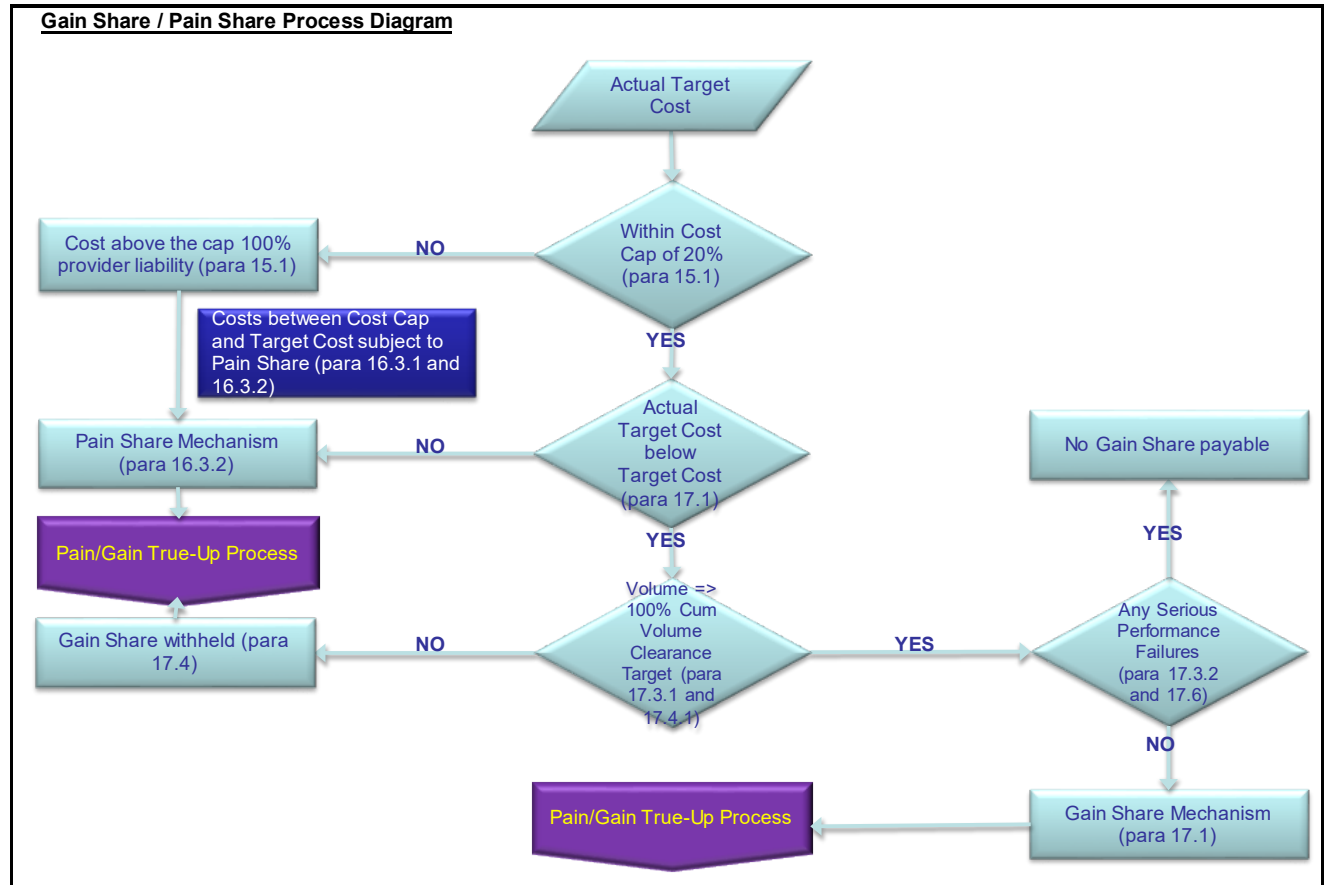 Gain Share / Pain Share Process Diagram
Actual Target
Cost
Within Cost
Cap of 20%
(para 15.1)
NO
Cost above the cap 100%
provider liability (para 15.1)
Costs between Cost Cap
and Target Cost subject to
Pain Share (para 16.3.1 and
16.3.2)
YES
Actual
Target Cost
below
Target Cost
(para 17.1)
NO
Pain Share Mechanism
(para 16.3.2)
No Gain Share payable
Pain/Gain True-Up Process
YES
YES
Volume =>
100% Cum
Volume
Clearance
Target (para
17.3.1 and
17.4.1)
NO
Gain Share withheld (para
17.4)
YES
Any Serious
Performance
Failures
(para 17.3.2
and 17.6)
NO
Gain Share Mechanism
(para 17.1)
Pain/Gain True-Up Process